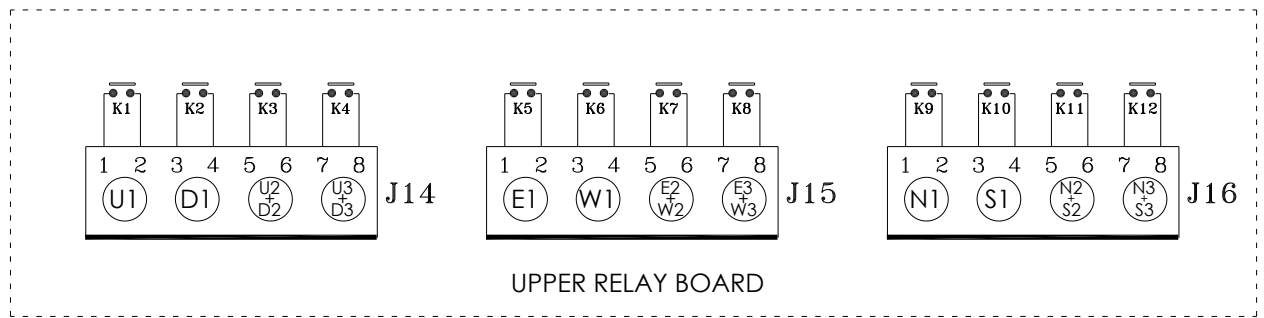 K1 K2 K3 K4 K5 K6 K7 K8 K9 K10 K11 K12
1 2 3 4 5 6 7 8 1 2 3 4 5 6 7 8 1 2 3 4 5 6 7 8
U1 D1 U2+D2 U3+D3 J14 E1 W1 E2+W2 E3+W3 J15 N1 S1 N2+S2 N3+S3 J16
UPPER RELAY BOARD